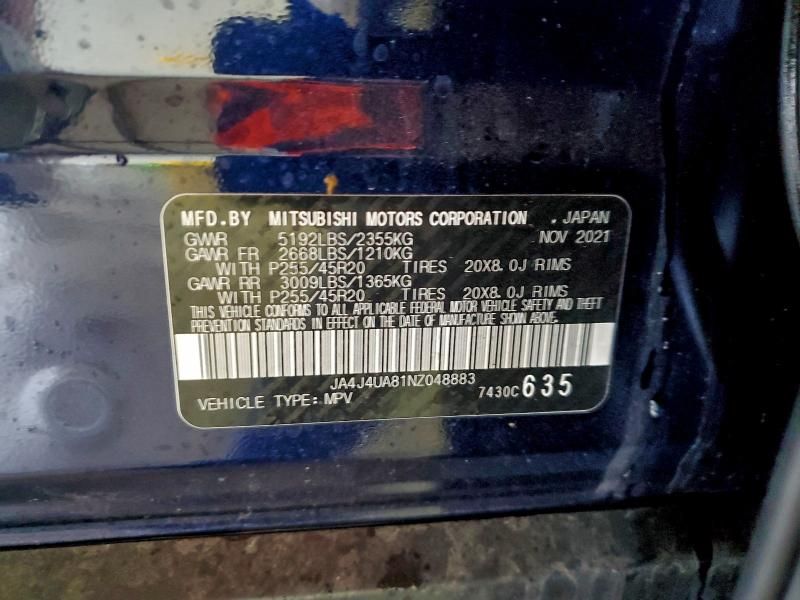 MFD.BY MITSUBISHI MOTORS CORPORATION , JAPAN
GVWR 5192LBS/2355KG NOV 2021
GAWR FR 2668LBS/1210KG
WITH P255/45R20 TIRES 20X8.0J RIMS
GAWR RR 3009LBS/1365KG
WITH P255/45R20 TIRES 20X8.0J RIMS
THIS VEHICLE CONFORMS TO ALL APPLICABLE FEDERAL MOTOR VEHICLE SAFETY AND THEFT
PREVENTION STANDARDS IN EFFECT ON THE DATE OF MANUFACTURE SHOWN ABOVE.
JA4J4UA81NZ048883
VEHICLE TYPE:MPV 7430C 635